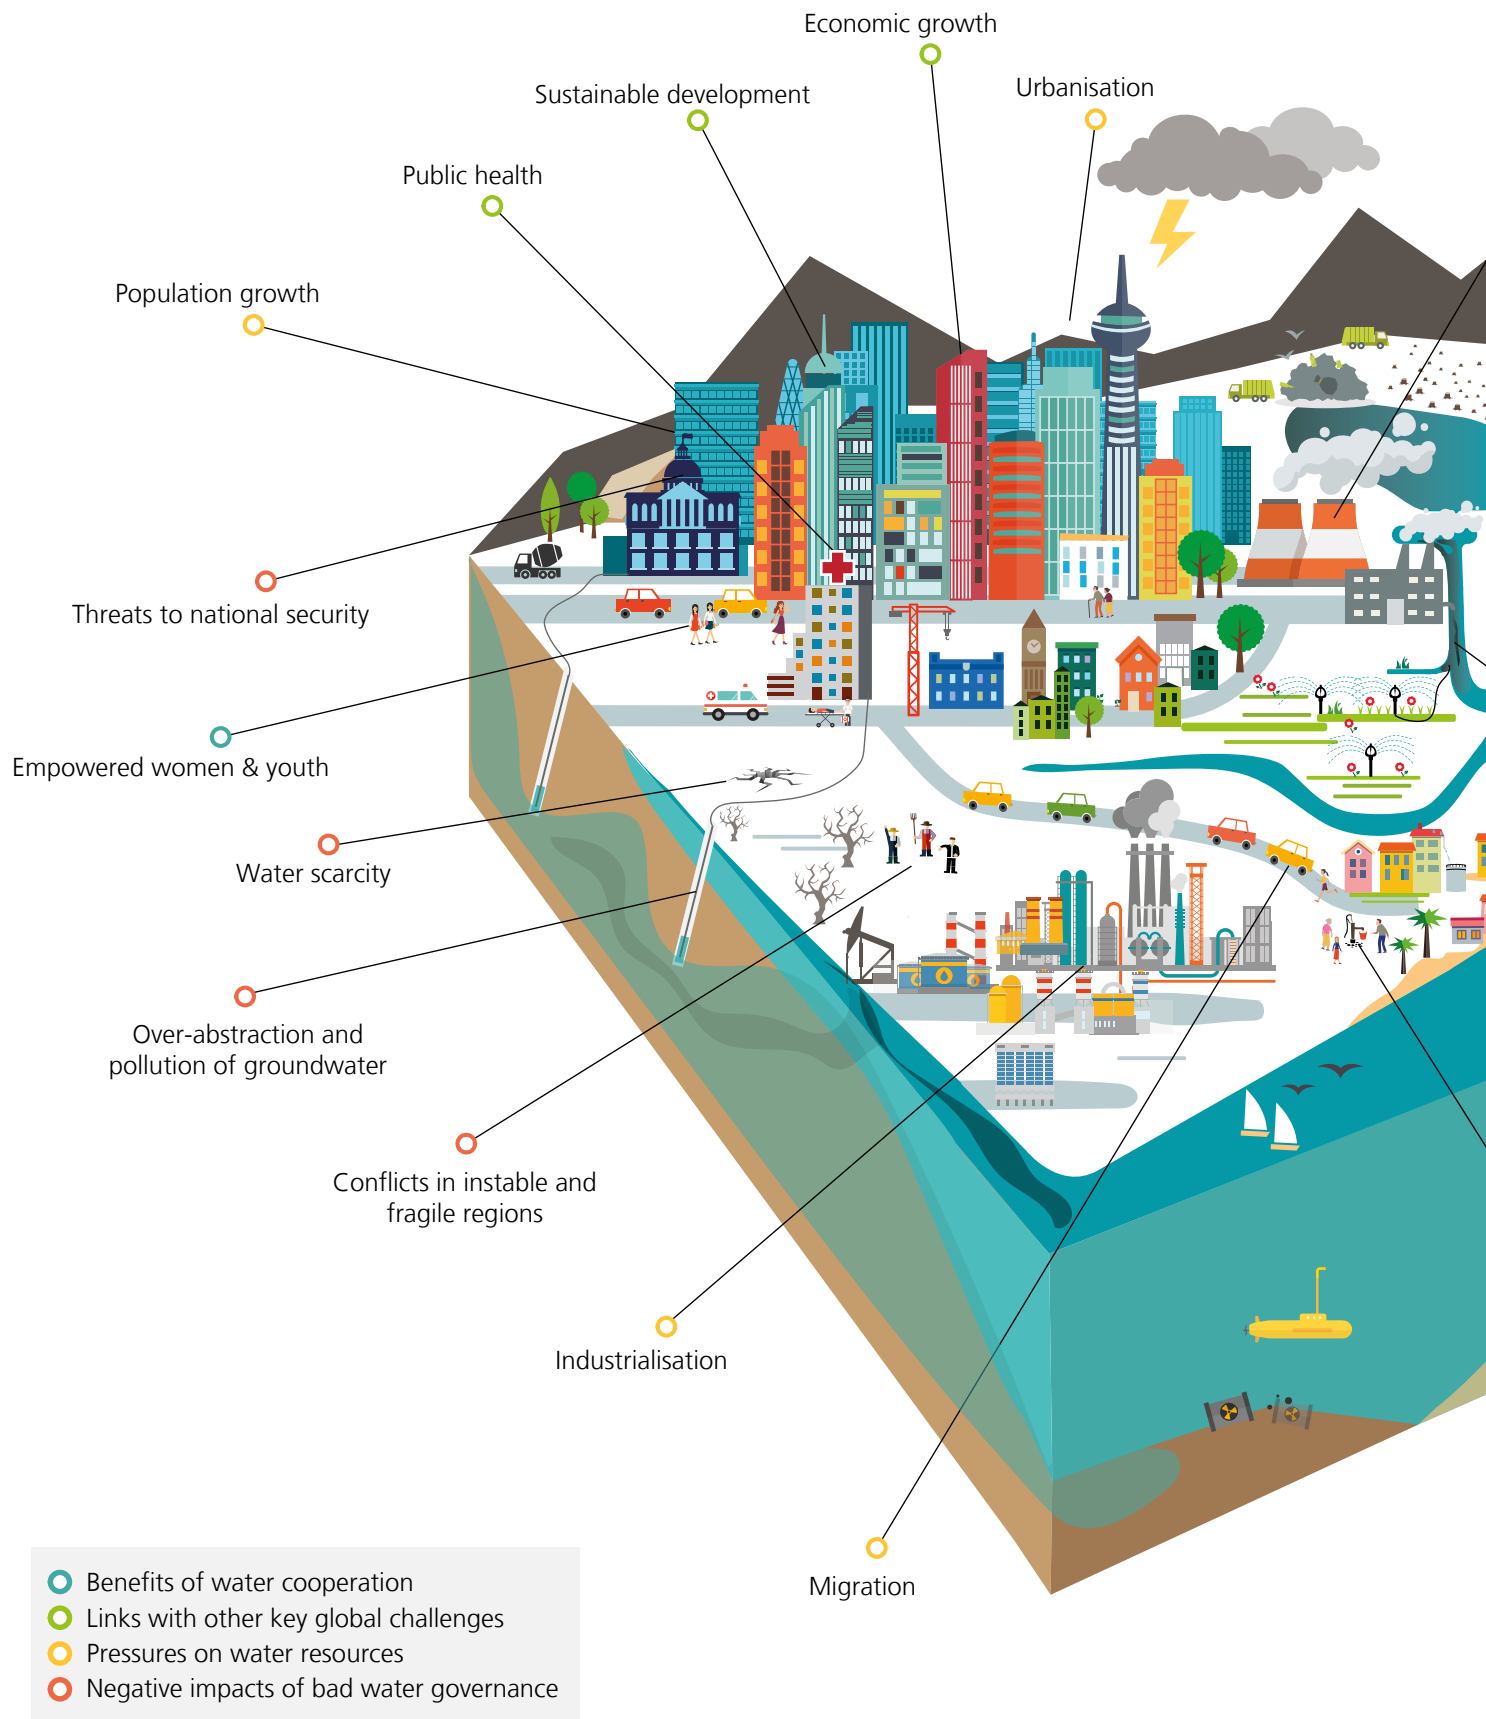 Economic growth
Urbanisation
Sustainable development
Public health
Population growth
Threats to national security
Empowered women & youth
Water scarcity
Over-abstraction and
pollution of groundwater
Conflicts in instable and
fragile regions
Industrialisation
Migration
Benefits of water cooperation
Links with other key global challenges
Pressures on water resources
Negative impacts of bad water governance